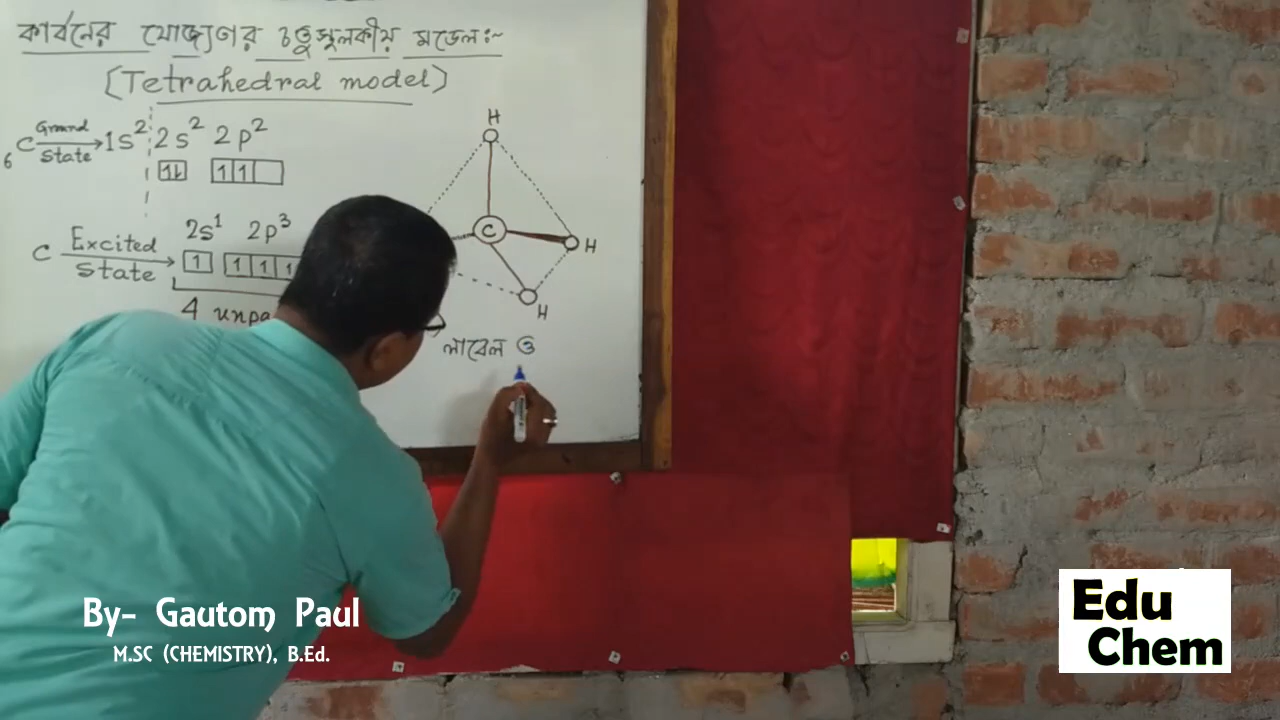 কার্বনের যোজ্যতার চতুস্তলকীয় মডেলঃ~
(Tetrahedral model)
₆C Ground State → 1s² 2s² 2p²
1⇂ 1 1
C Excited State → 2s¹ 2p³
1 1 1 1
4 unpa
H
C
H
H
লাবেল ও
By- Gautom Paul
M.SC (CHEMISTRY), B.Ed.
Edu
Chem